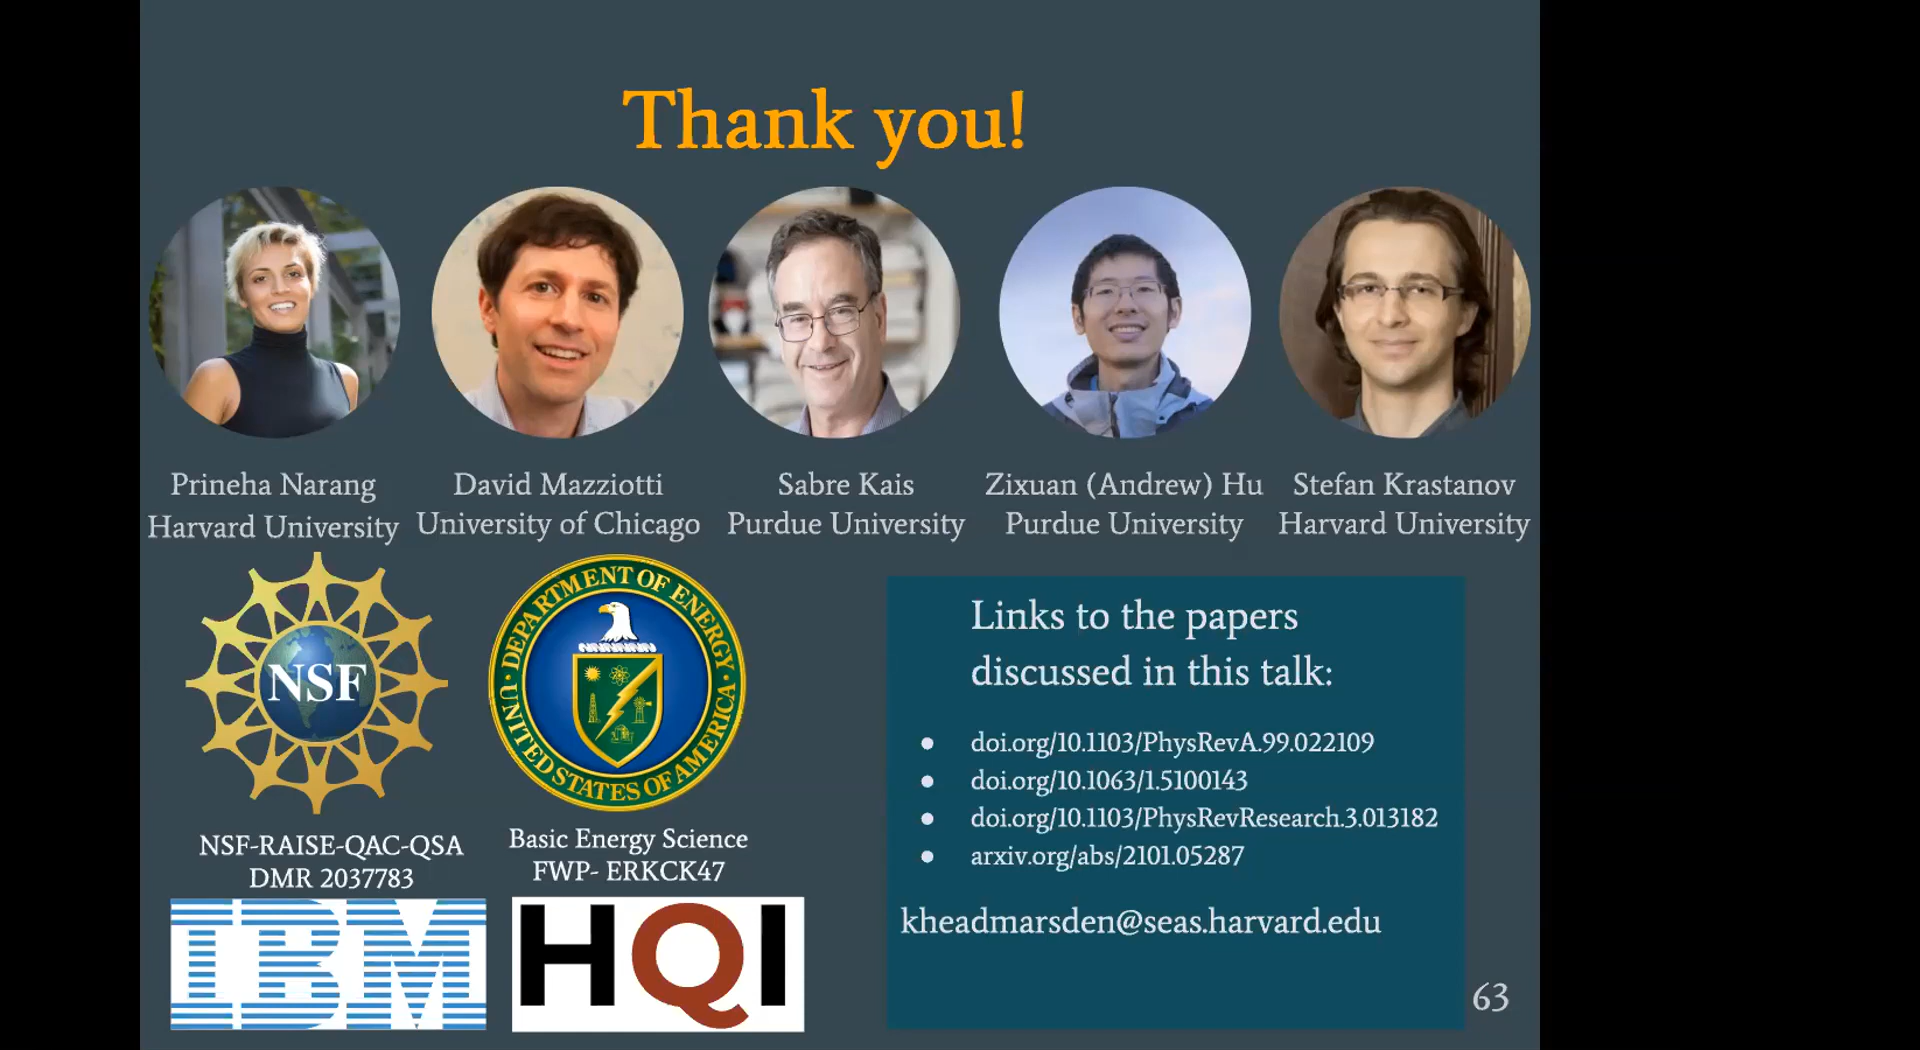 Thank you!
Prineha Narang
Harvard University
David Mazziotti
University of Chicago
Sabre Kais
Purdue University
Zixuan (Andrew) Hu
Purdue University
Stefan Krastanov
Harvard University
NSF
NSF-RAISE-QAC-QSA
DMR 2037783
DEPARTMENT OF ENERGY
UNITED STATES OF AMERICA
Basic Energy Science
FWP- ERKCK47
IBM
HQI
Links to the papers
discussed in this talk:
● doi.org/10.1103/PhysRevA.99.022109
● doi.org/10.1063/1.5100143
● doi.org/10.1103/PhysRevResearch.3.013182
● arxiv.org/abs/2101.05287
kheadmarsden@seas.harvard.edu
63